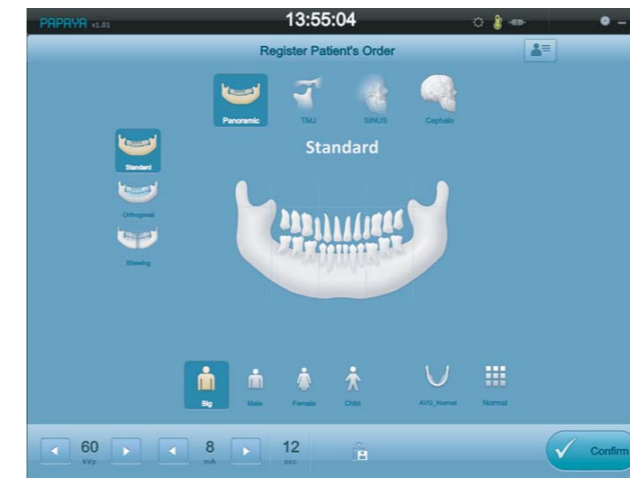 PAPAYA v1.01
13:55:04
Register Patient's Order
Panoramic TMJ SINUS Cephalo
Standard
Standard
Orthogonal
Bitewing
Big Male Female Child AVG_Normal Normal
60 8 12
kVp mA sec
Confirm